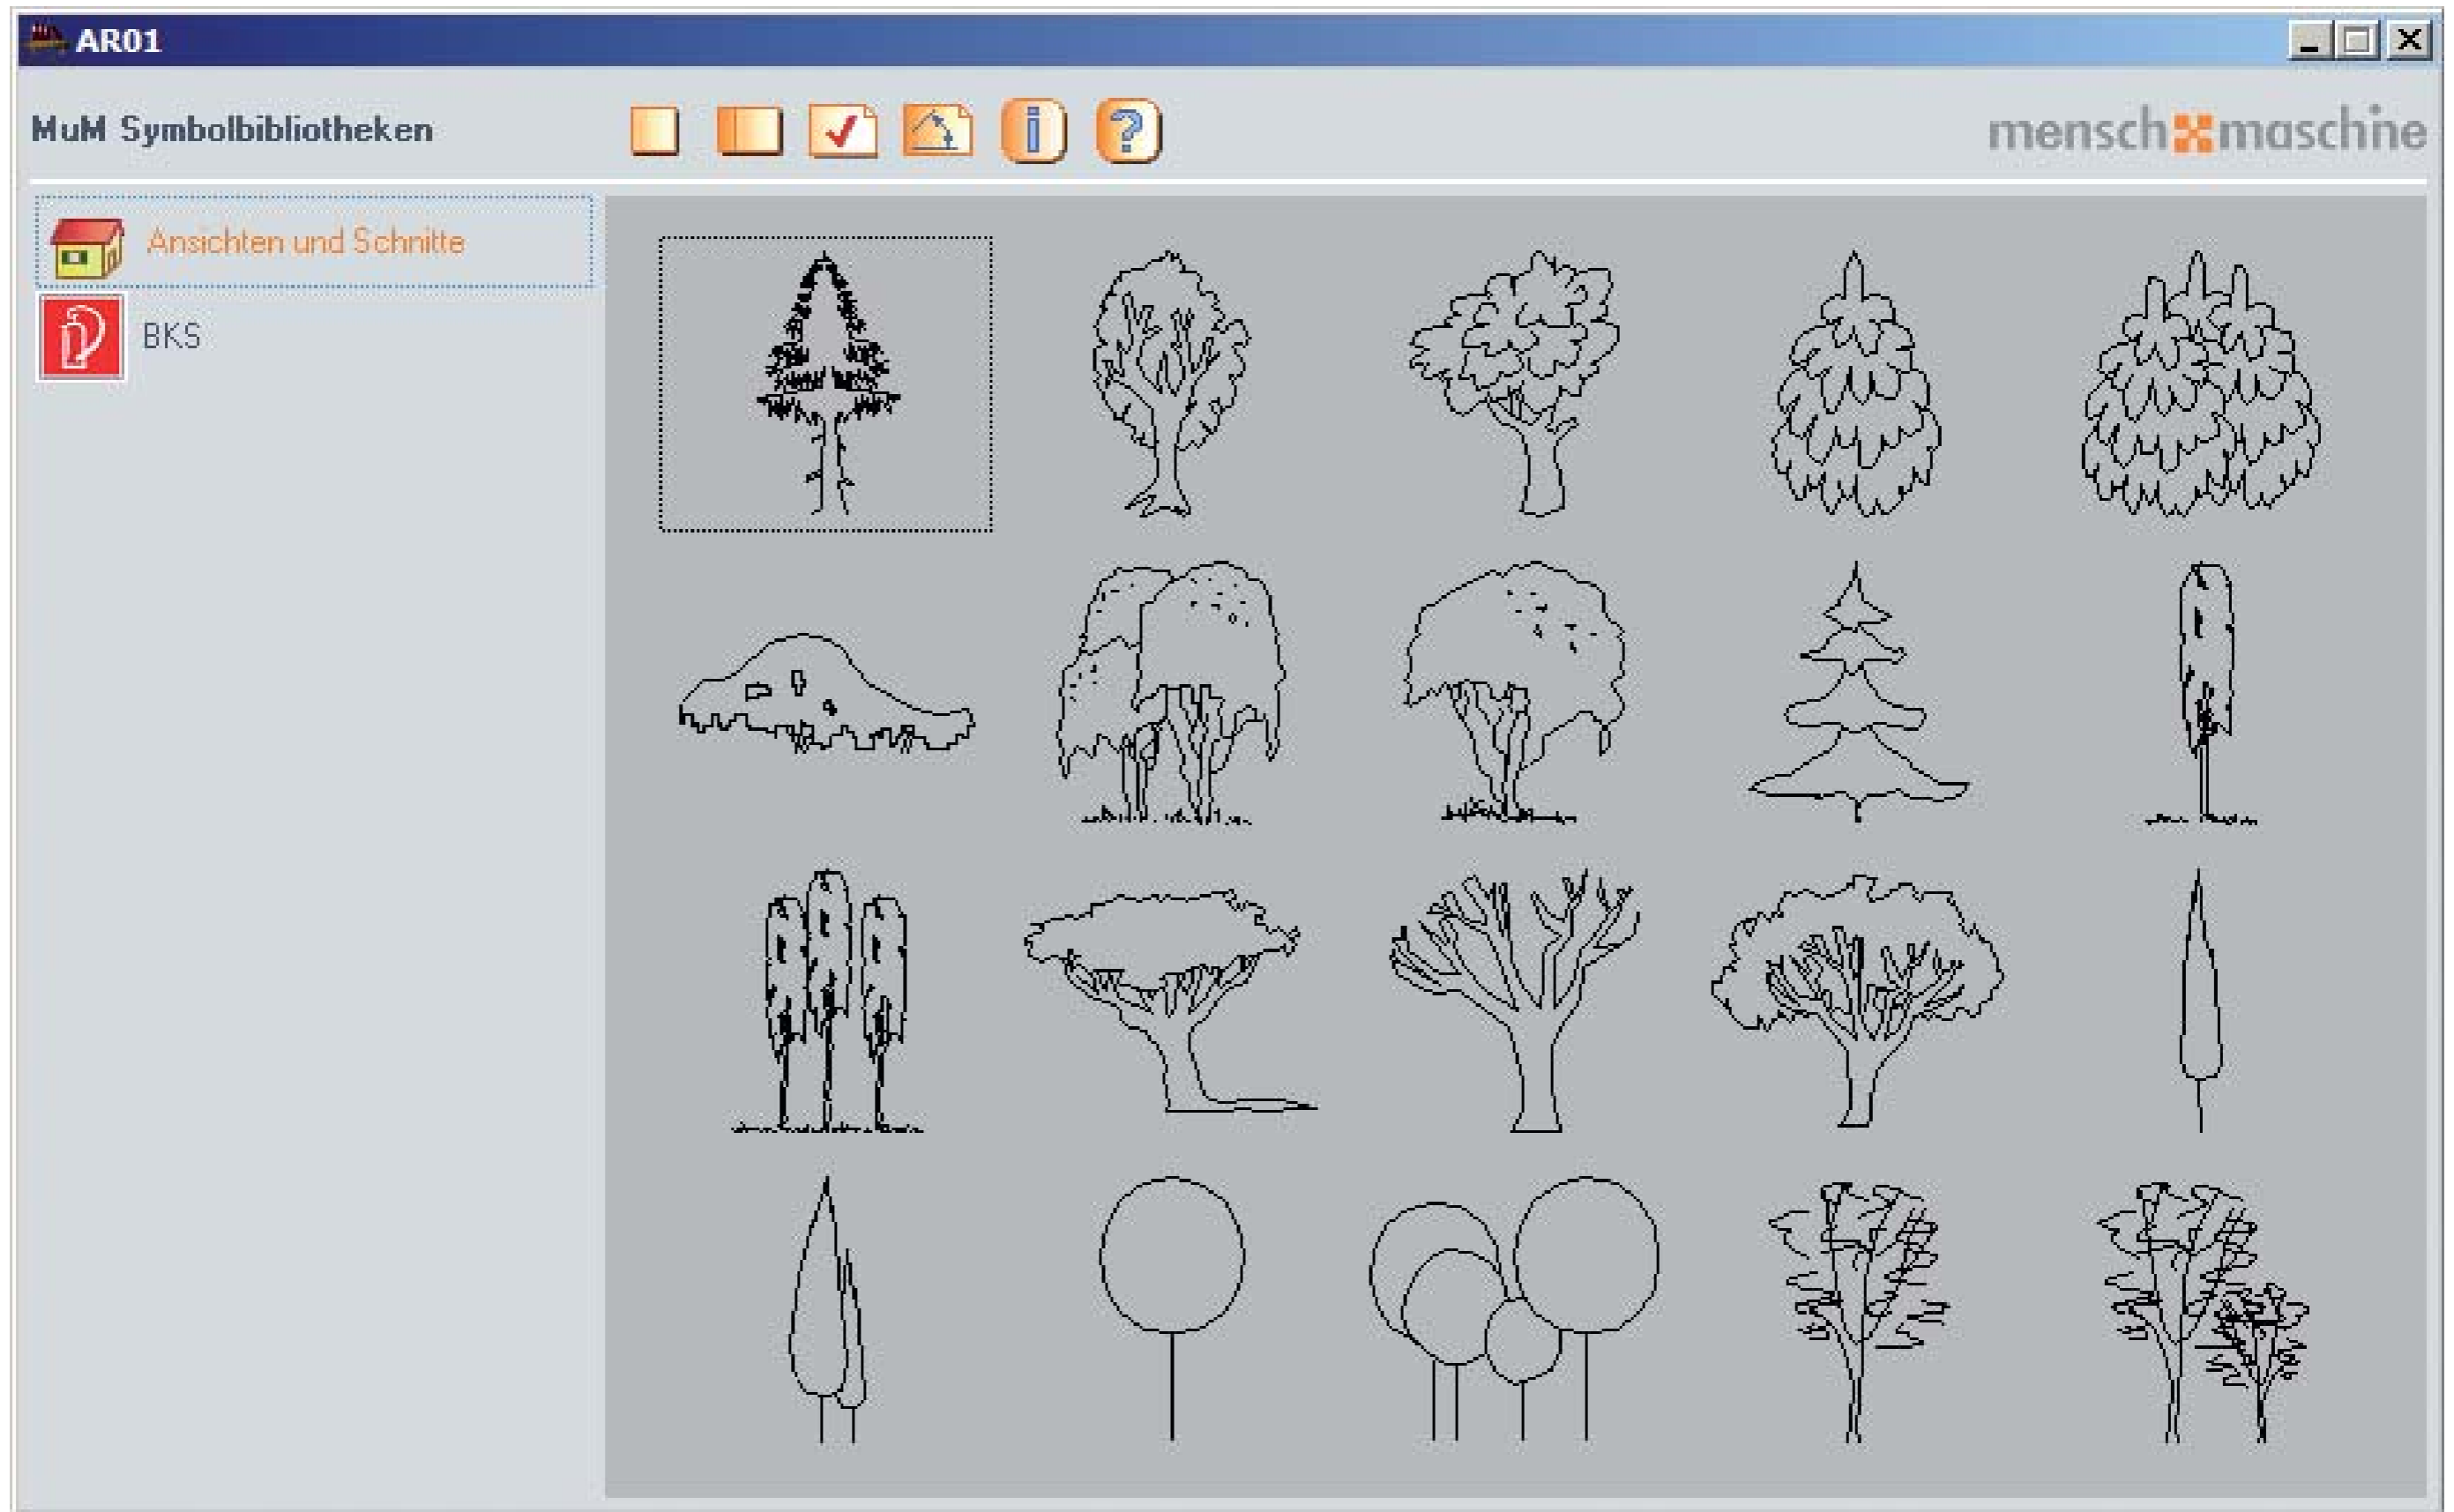 AR01
MuM Symbolbibliotheken
mensch maschine
Ansichten und Schnitte
BKS